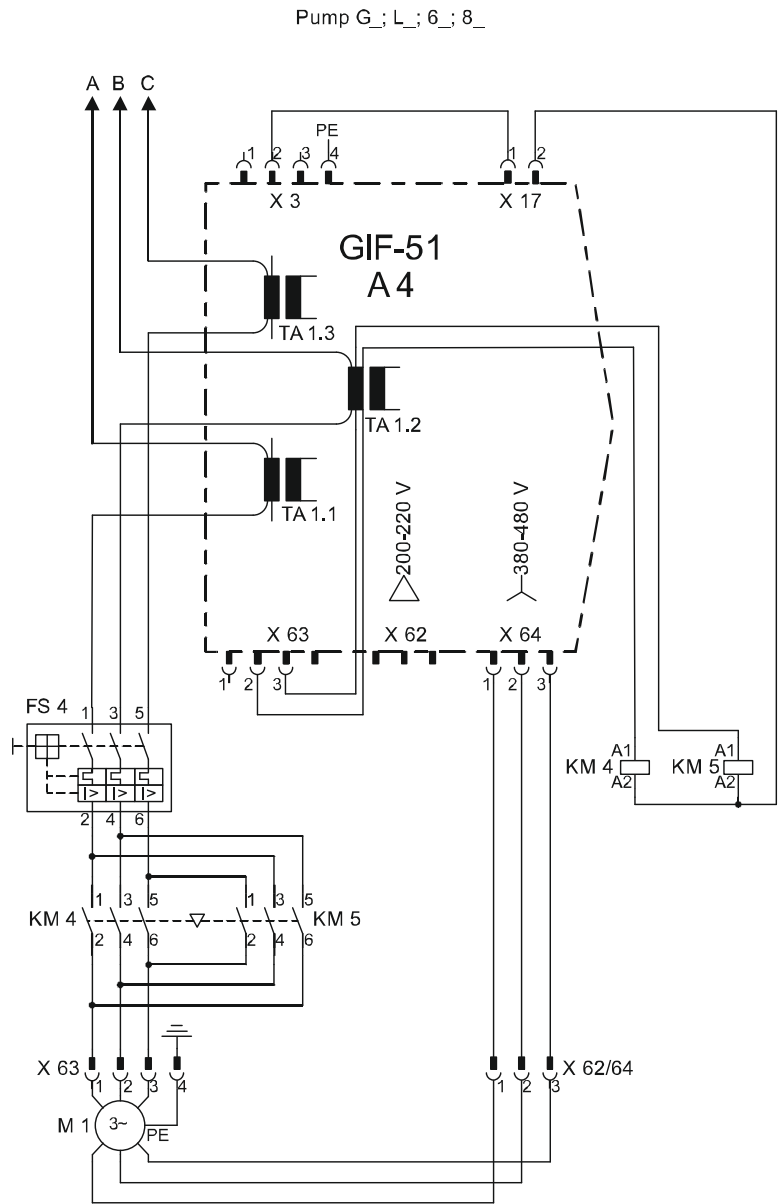 Pump G_; L_; 6_; 8_
A B C
PE
1 2 3 4 1 2
X 3 X 17
GIF-51
A 4
TA 1.3
TA 1.2
TA 1.1
200-220 V 380-480 V
X 63 X 62 X 64
1 2 3 1 2 3
FS 4 1 3 5
I> I> I>
2 4 6
A1 A1
KM 4 KM 5
A2 A2
1 3 5 1 3 5
KM 4 KM 5
2 4 6 2 4 6
X 63 X 62/64
1 2 3 4 1 2 3
M 1 3~ PE